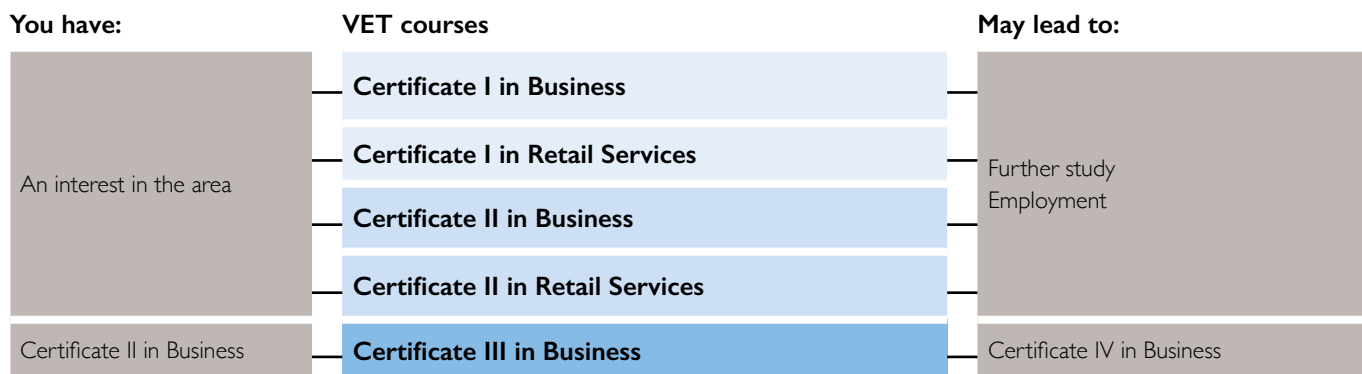 You have:
VET courses
May lead to:
An interest in the area
Certificate I in Business
Certificate I in Retail Services
Certificate II in Business
Certificate II in Retail Services
Further study
Employment
Certificate II in Business
Certificate III in Business
Certificate IV in Business